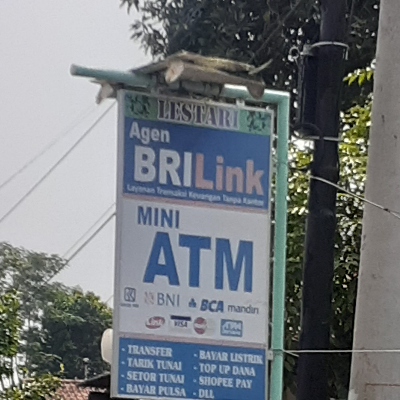 LESTARI
Agen
BRILink
Layanan Transaksi Keuangan Tanpa Kantor
MINI
ATM
BNI BCA mandiri
Link VISA
- TRANSFER
- TARIK TUNAI
- SETOR TUNAI
- BAYAR PULSA
- BAYAR LISTRIK
- TOP UP DANA
- SHOPEE PAY
- DLL